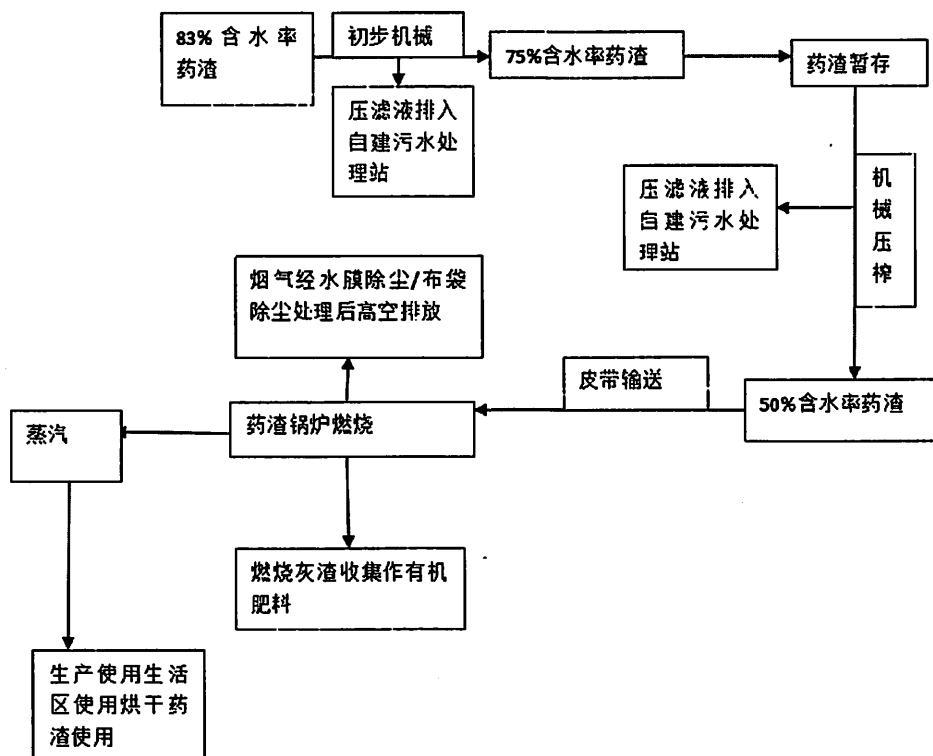 83%含水率
药渣
初步机械
75%含水率药渣
药渣暂存
压滤液排入
自建污水处
理站
压滤液排入
自建污水处
理站
机
械
压
榨
烟气经水膜除尘/布袋
除尘处理后高空排放
皮带输送
50%含水率药渣
药渣锅炉燃烧
蒸汽
燃烧灰渣收集作有机
肥料
生产使用生活
区使用烘干药
渣使用